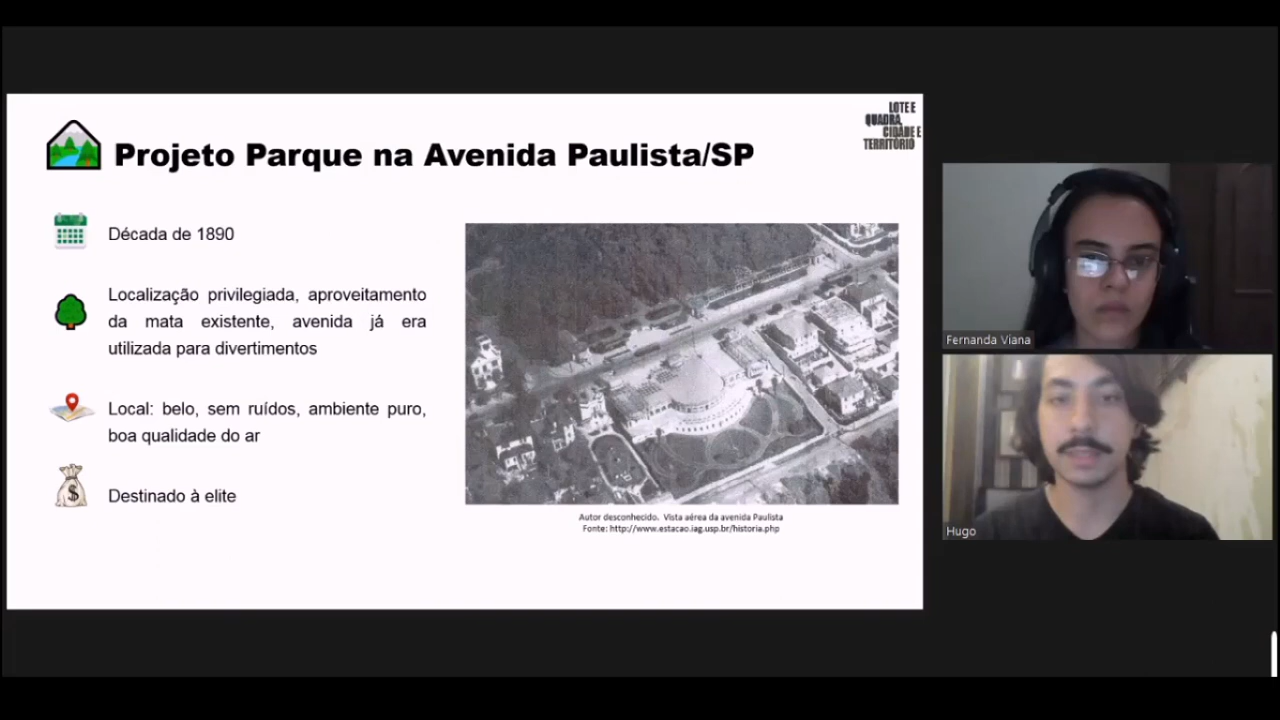 LOTE E
QUADRA,
CIDADE E
TERRITÓRIO
Projeto Parque na Avenida Paulista/SP
Década de 1890
Localização privilegiada, aproveitamento
da mata existente, avenida já era
utilizada para divertimentos
Local: belo, sem ruídos, ambiente puro,
boa qualidade do ar
$
Destinado à elite
Autor desconhecido. Vista aérea da avenida Paulista
Fonte: http://www.estacao.iag.usp.br/historia.php
Fernanda Viana
Hugo